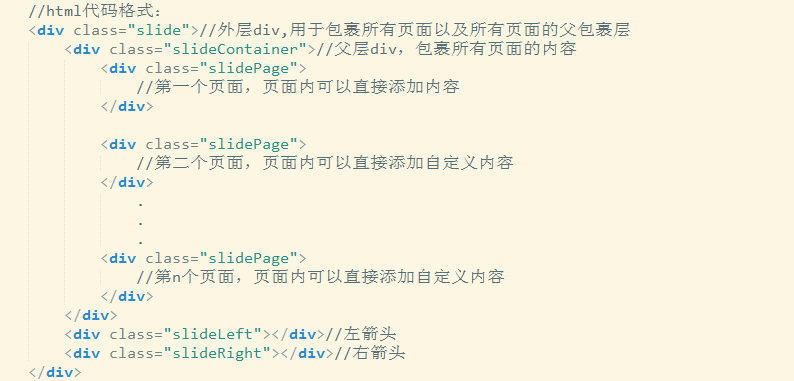 //html代码格式:
<div class="slide">//外层div,用于包裹所有页面以及所有页面的父包裹层
<div class="slideContainer">//父层div，包裹所有页面的内容
<div class="slidePage">
//第一个页面，页面内可以直接添加内容
</div>
<div class="slidePage">
//第二个页面，页面内可以直接添加自定义内容
</div>
.
.
.
<div class="slidePage">
//第n个页面，页面内可以直接添加自定义内容
</div>
</div>
<div class="slideLeft"></div>//左箭头
<div class="slideRight"></div>//右箭头
</div>